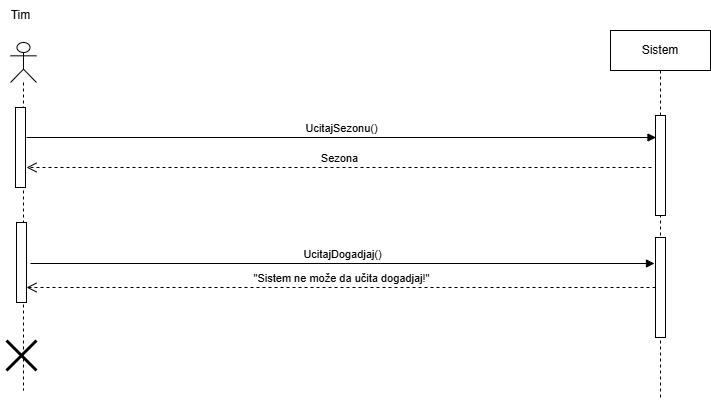 Tim
Sistem
UcitajSezonu()
Sezona
UcitajDogadjaj()
"Sistem ne može da učita dogadjaj!"